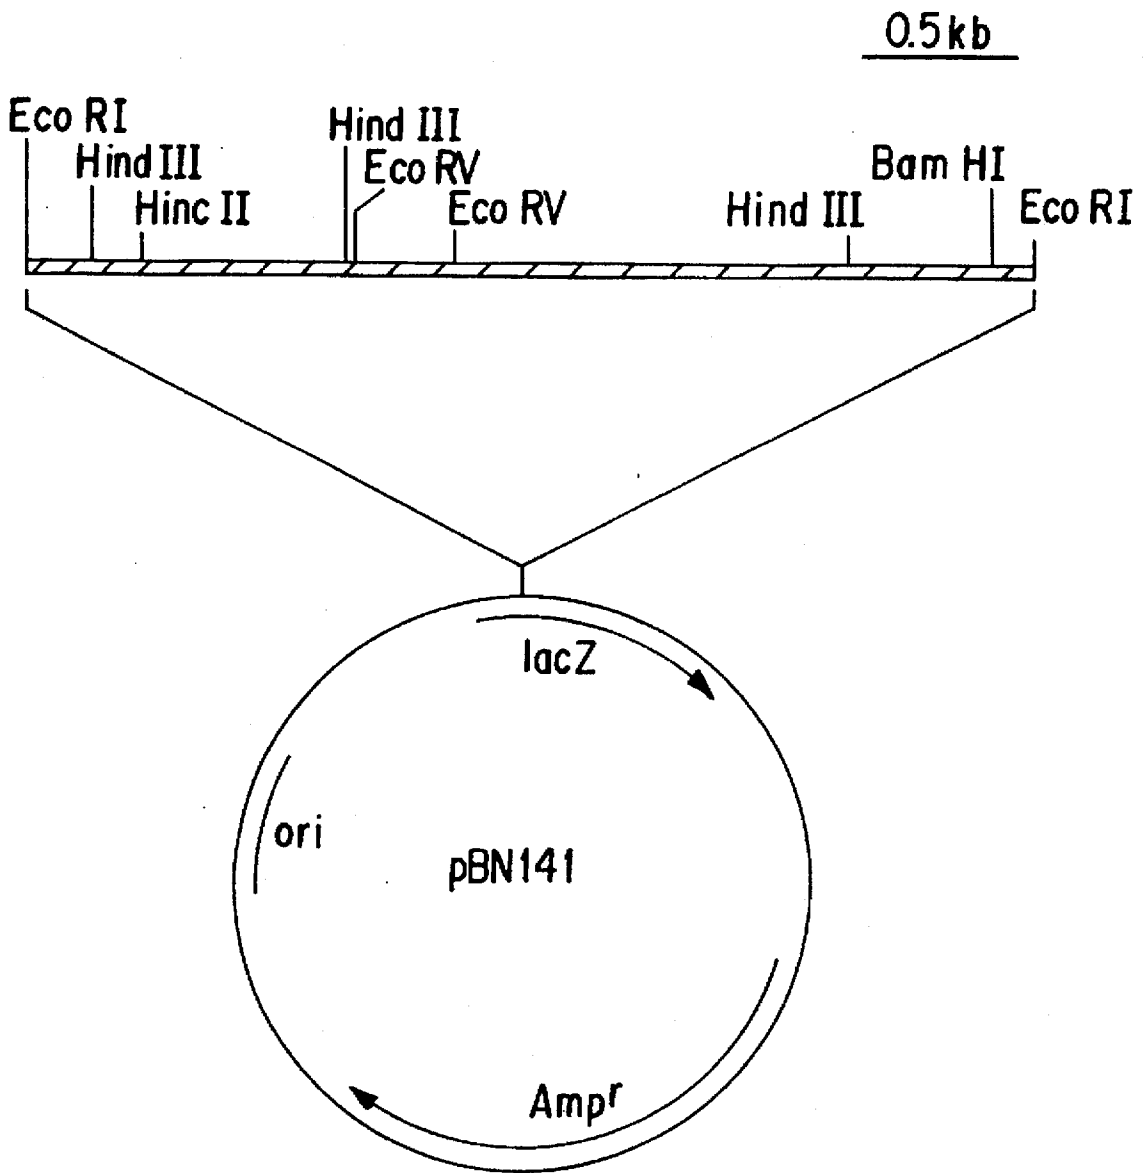 0.5kb
Eco RI
Hind III
Hind III
Eco RV
Bam HI
Hinc II
Eco RV
Hind III
Eco RI
lacZ
ori
pBN141
Ampr